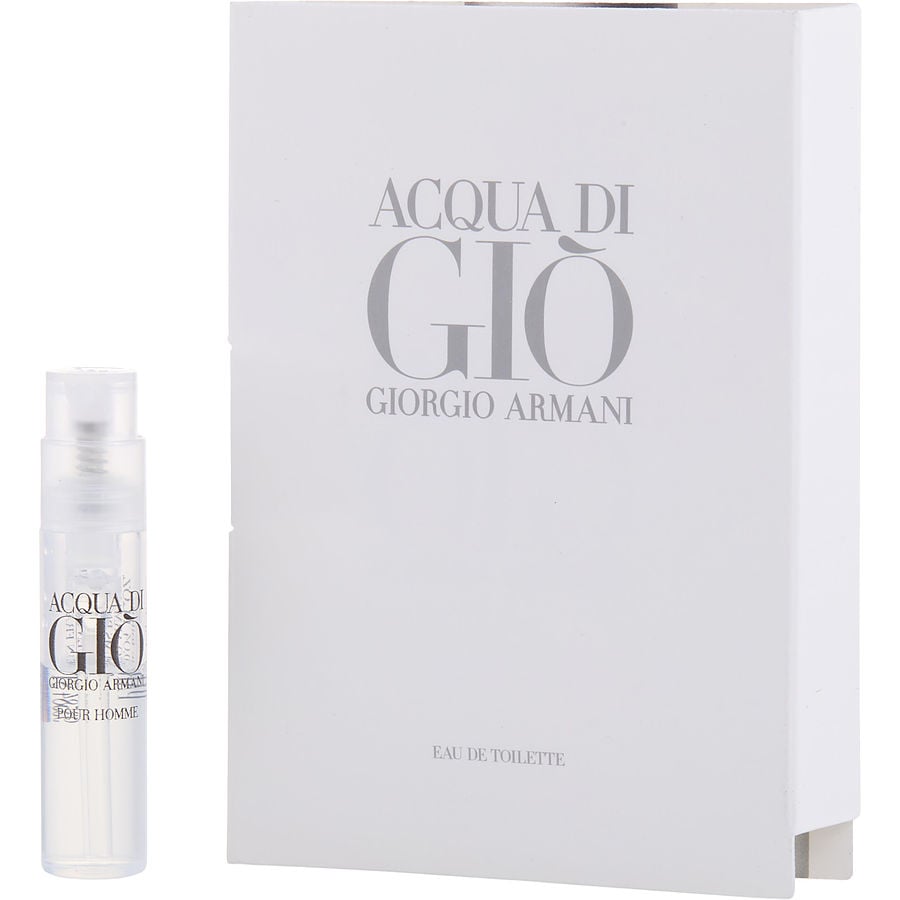 ACQUA DI
GIÒ
GIORGIO ARMANI
EAU DE TOILETTE
ACQUA DI
GIÒ
GIORGIO ARMANI
POUR HOMME